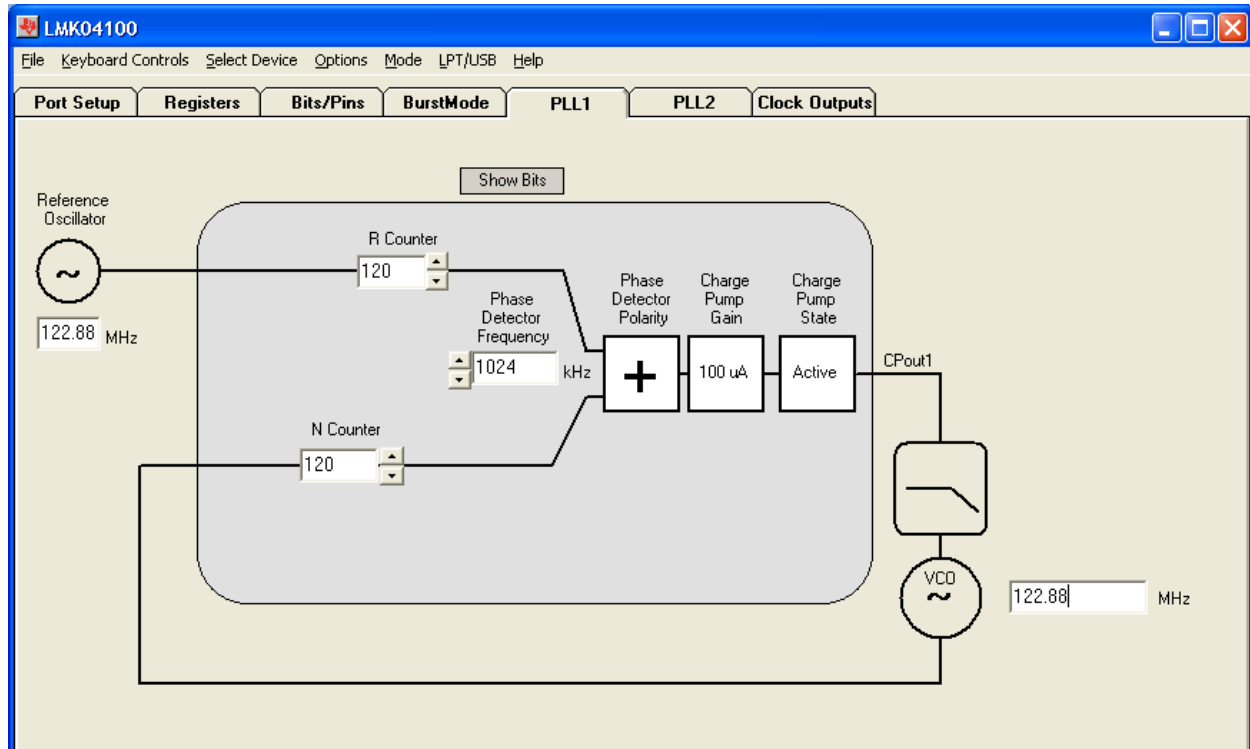 LMK04100
File Keyboard Controls Select Device Options Mode LPT/USB Help
Port Setup Registers Bits/Pins BurstMode PLL1 PLL2 Clock Outputs
Show Bits
Reference
Oscillator
122.88 MHz
R Counter
120
Phase
Detector
Frequency
1024 kHz
N Counter
120
Phase
Detector
Polarity
+
Charge
Pump
Gain
100 uA
Charge
Pump
State
Active
CPout1
VCO
122.88 MHz